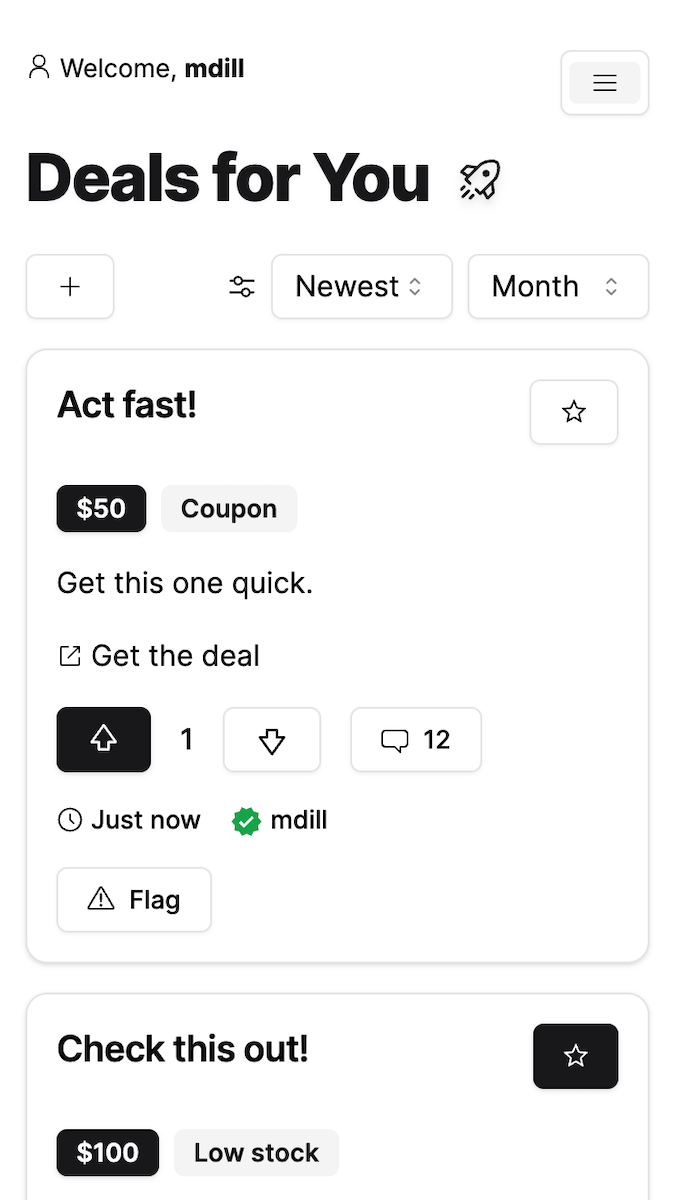 Welcome, mdill
Deals for You
Newest Month
Act fast!
$50 Coupon
Get this one quick.
Get the deal
1 12
Just now mdill
Flag
Check this out!
$100 Low stock